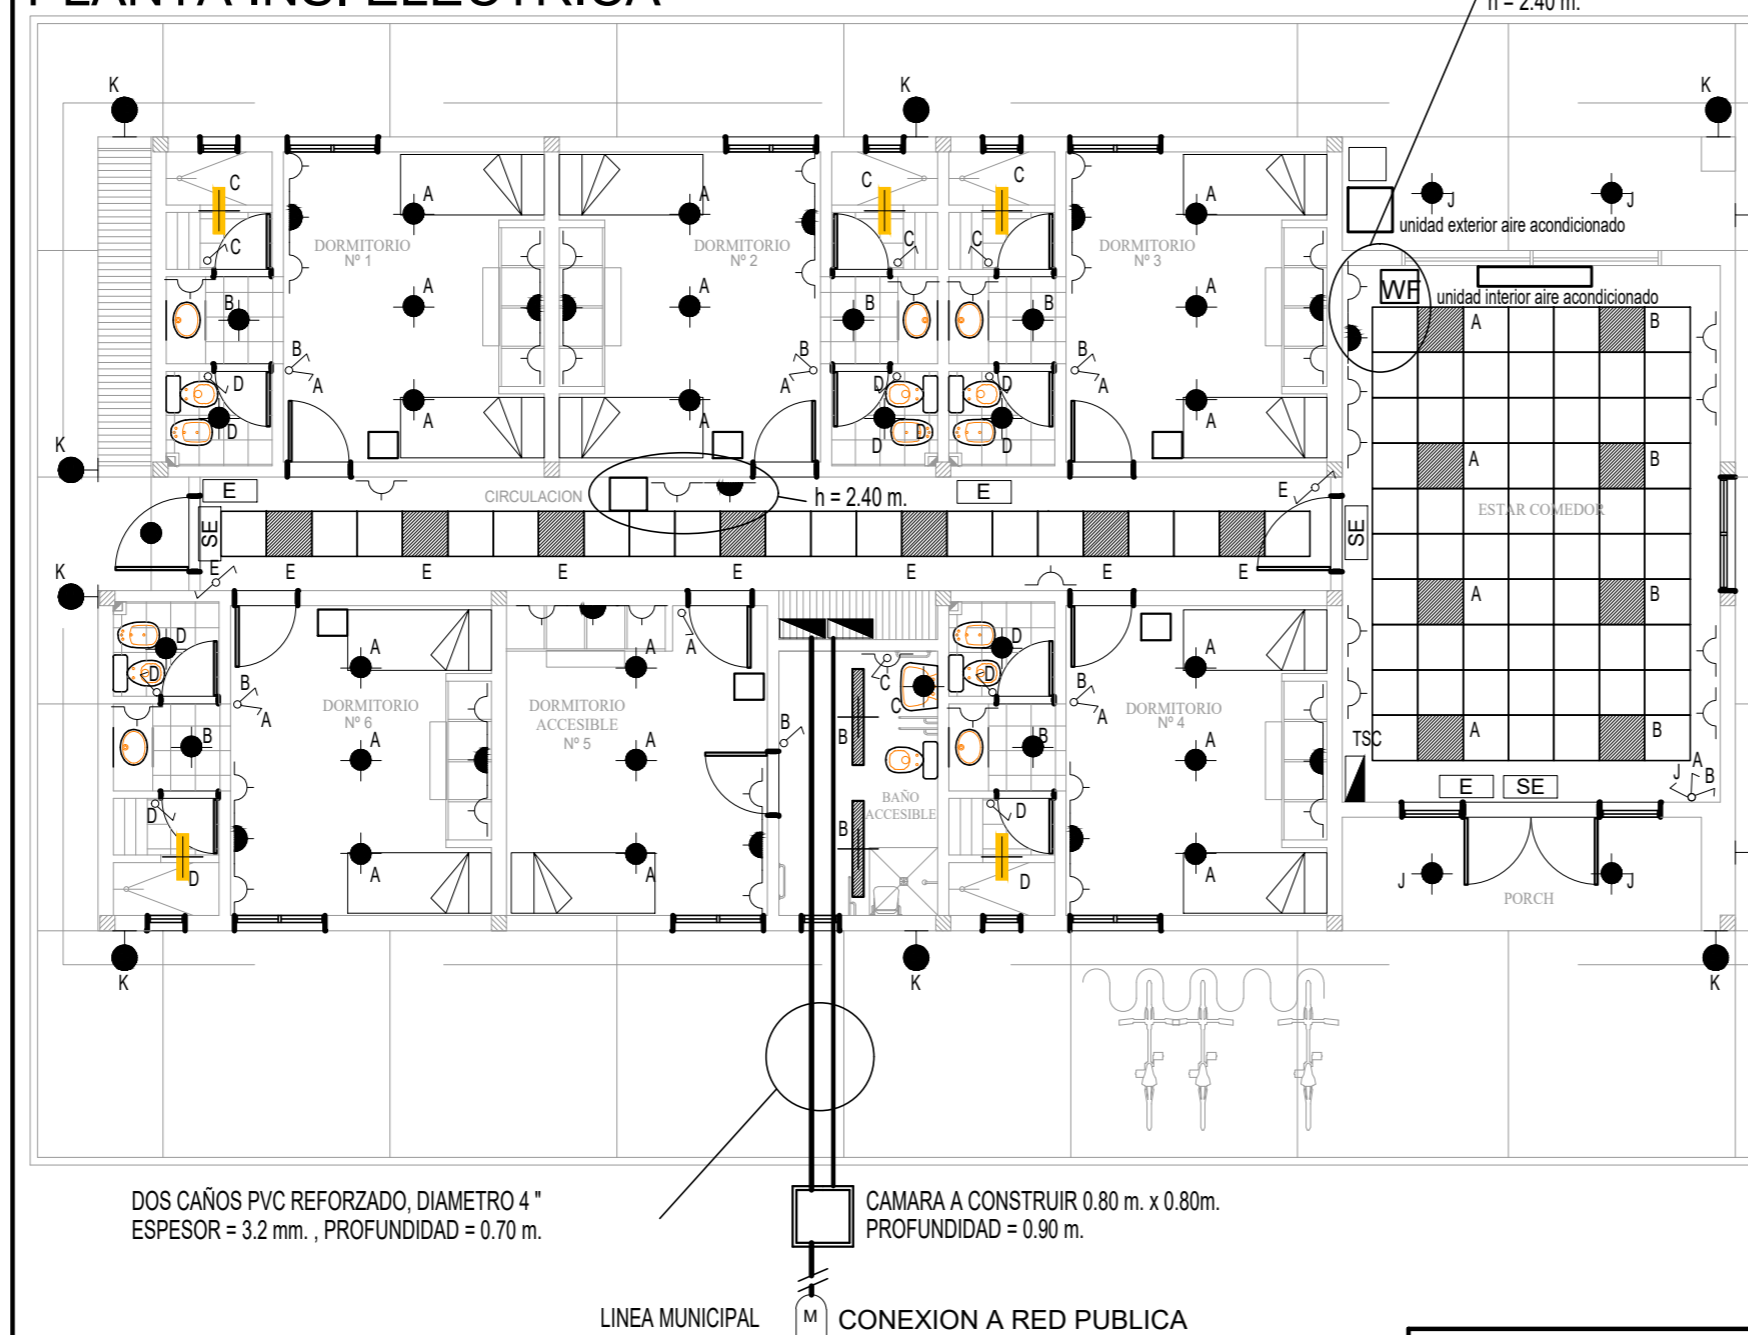 PLANTA INS. ELECTRICA
h = 2.40 m.
K
K
K
C
A
A
C
C
A
J
J
unidad exterior aire acondicionado
C
DORMITORIO
Nº 1
DORMITORIO
Nº 2
C
C
DORMITORIO
Nº 3
WF
unidad interior aire acondicionado
B
A
A
B
B
A
A
B
B
A
B
A
B
A
D
D
D
A
A
A
D
D
D
D
A
B
K
E
CIRCULACION
h = 2.40 m.
E
E
ESTAR COMEDOR
SE
SE
K
E
E
E
E
E
E
E
E
D
A
A
A
D
A
A
B
D
D
B
A
DORMITORIO
Nº 6
DORMITORIO
ACCESIBLE
Nº 5
C
C
D
B
A
DORMITORIO
Nº 4
B
A
A
B
B
B
A
TSC
A
B
J
A
B
D
BAÑO
ACCESIBLE
B
D
E
SE
D
A
A
D
A
J
J
PORCH
K
K
K
DOS CAÑOS PVC REFORZADO, DIAMETRO 4 "
ESPESOR = 3.2 mm. , PROFUNDIDAD = 0.70 m.
CAMARA A CONSTRUIR 0.80 m. x 0.80m.
PROFUNDIDAD = 0.90 m.
LINEA MUNICIPAL
M
CONEXION A RED PUBLICA